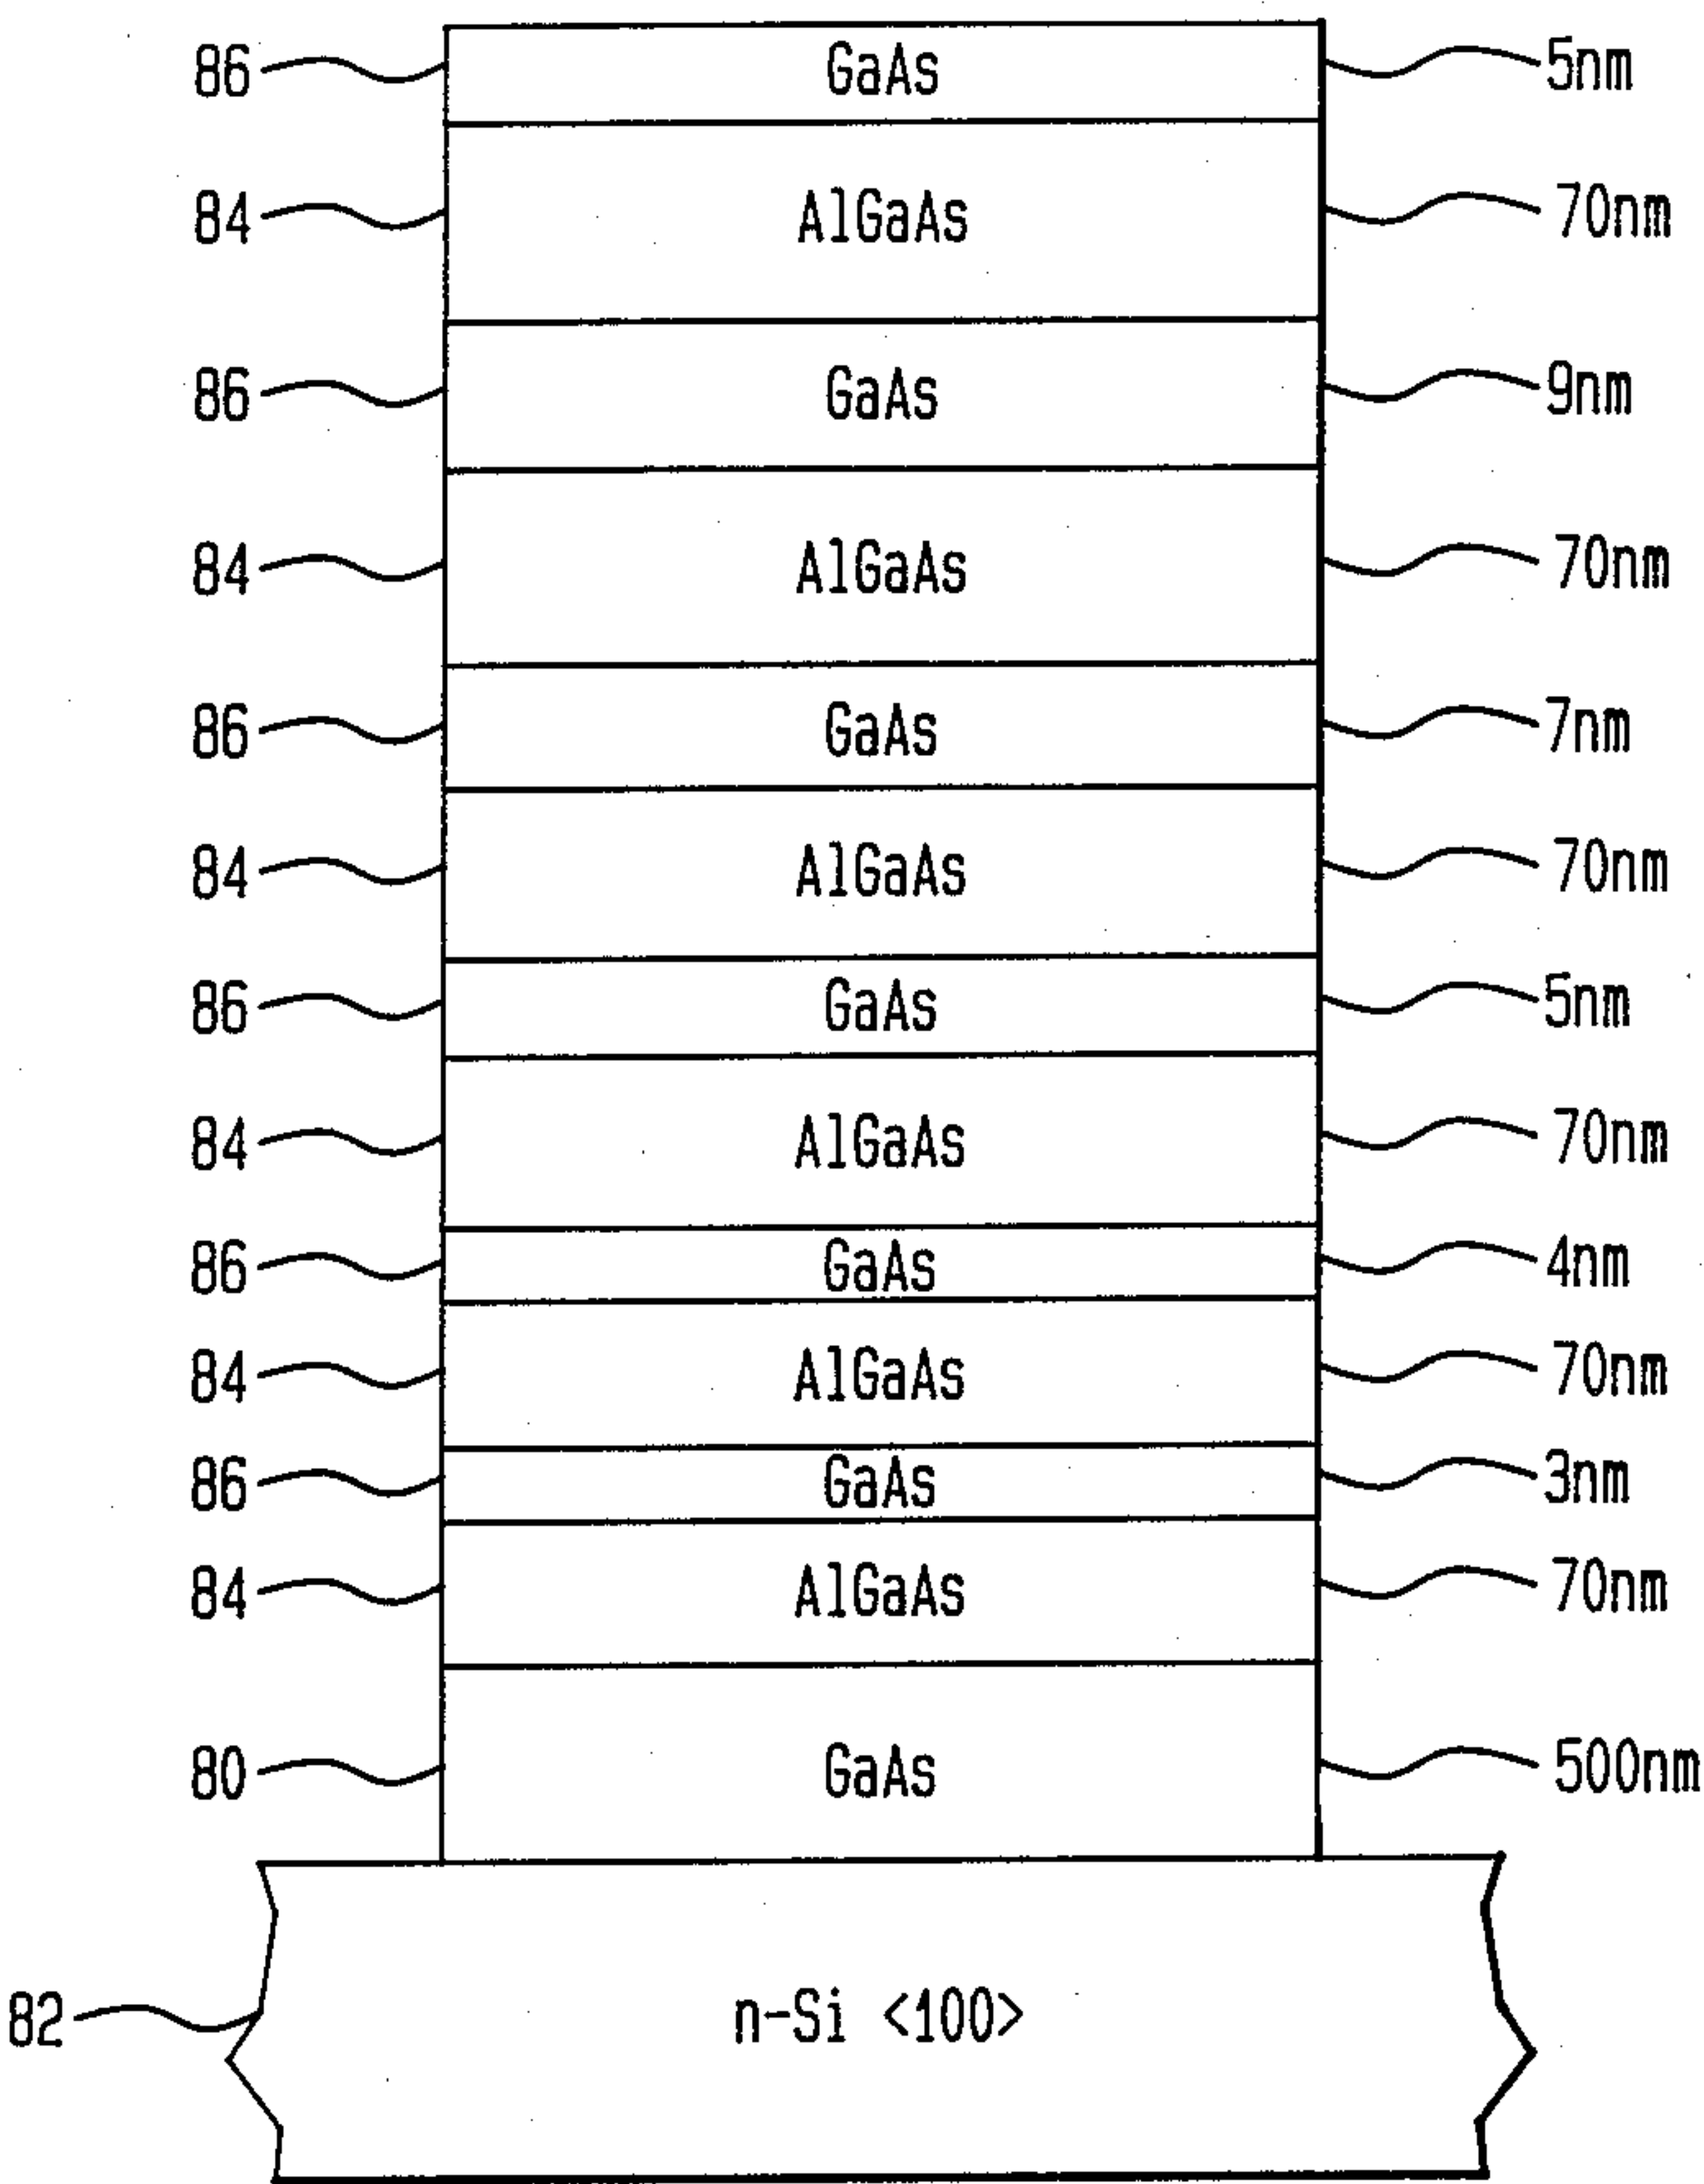 86 GaAs 5nm
84 AlGaAs 70nm
86 GaAs 9nm
84 AlGaAs 70nm
86 GaAs 7nm
84 AlGaAs 70nm
86 GaAs 5nm
84 AlGaAs 70nm
86 GaAs 4nm
84 AlGaAs 70nm
86 GaAs 3nm
84 AlGaAs 70nm
80 GaAs 500nm
82 n-Si <100>